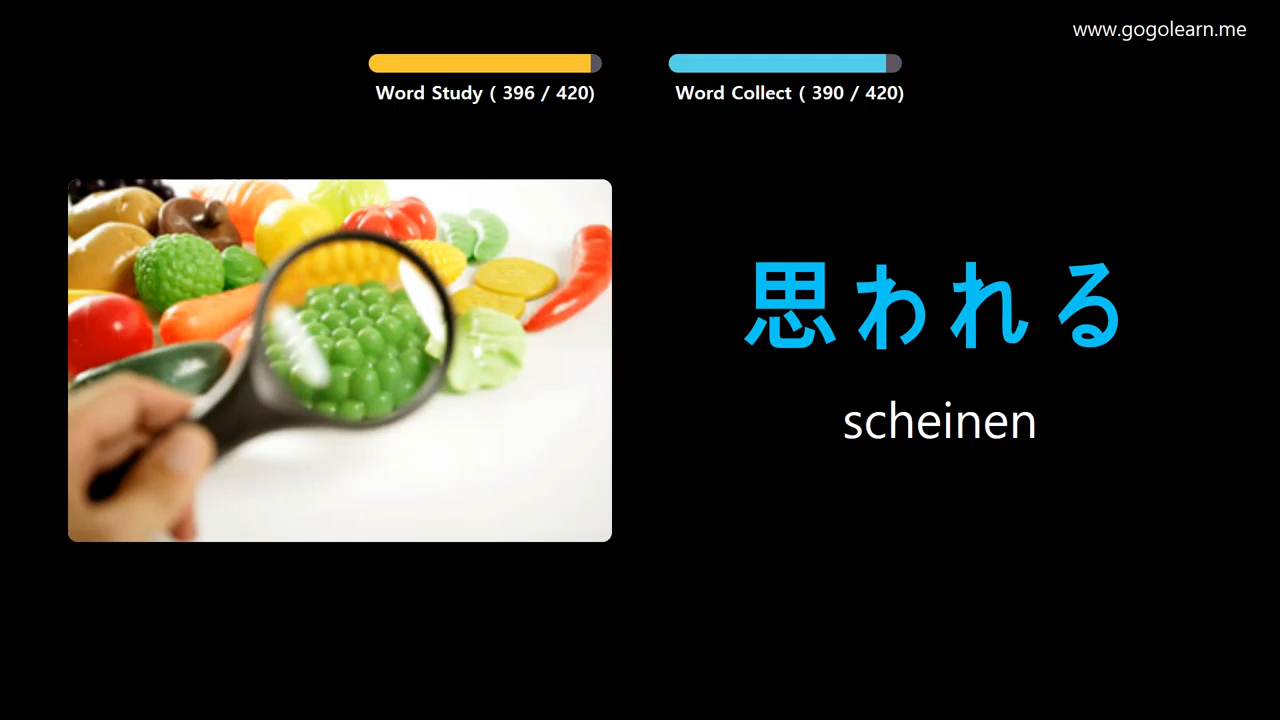 www.gogolearn.me
Word Study ( 396 / 420)
Word Collect ( 390 / 420)
思われる
scheinen